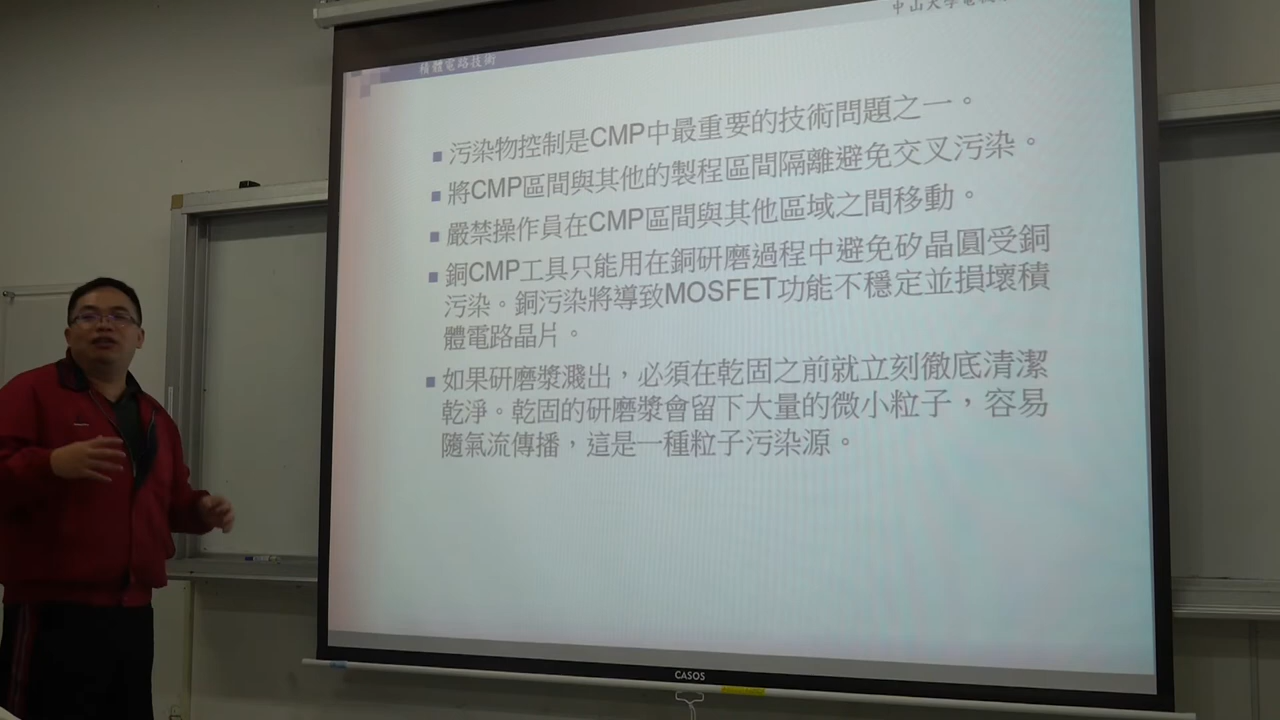 中山大學電機
積體電路技術
污染物控制是CMP中最重要的技術問題之一。
將CMP區間與其他的製程區間隔離避免交叉污染。
嚴禁操作員在CMP區間與其他區域之間移動。
銅CMP工具只能用在銅研磨過程中避免矽晶圓受銅
污染。銅污染將導致MOSFET功能不穩定並損壞積
體電路晶片。
如果研磨漿濺出，必須在乾固之前就立刻徹底清潔
乾淨。乾固的研磨漿會留下大量的微小粒子，容易
隨氣流傳播，這是一種粒子污染源。
CASOS